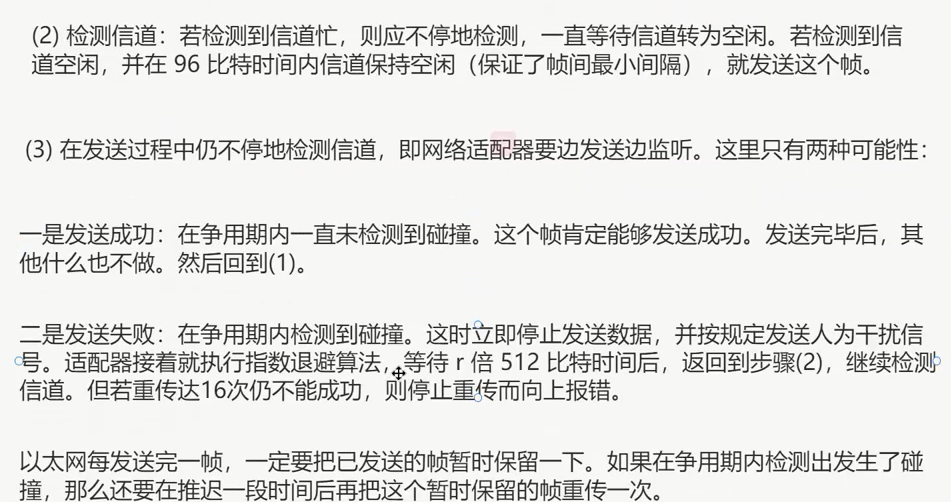 (2) 检测信道：若检测到信道忙，则应不停地检测，一直等待信道转为空闲。若检测到信
道空闲，并在 96 比特时间内信道保持空闲（保证了帧间最小间隔），就发送这个帧。
(3) 在发送过程中仍不停地检测信道，即网络适配器要边发送边监听。这里只有两种可能性：
一是发送成功：在争用期内一直未检测到碰撞。这个帧肯定能够发送成功。发送完毕后，其
他什么也不做。然后回到(1)。
二是发送失败：在争用期内检测到碰撞。这时立即停止发送数据，并按规定发送人为干扰信
号。适配器接着就执行指数退避算法，等待 r 倍 512 比特时间后，返回到步骤(2)，继续检测
信道。但若重传达16次仍不能成功，则停止重传而向上报错。
以太网每发送完一帧，一定要把已发送的帧暂时保留一下。如果在争用期内检测出发生了碰
撞，那么还要在推迟一段时间后再把这个暂时保留的帧重传一次。